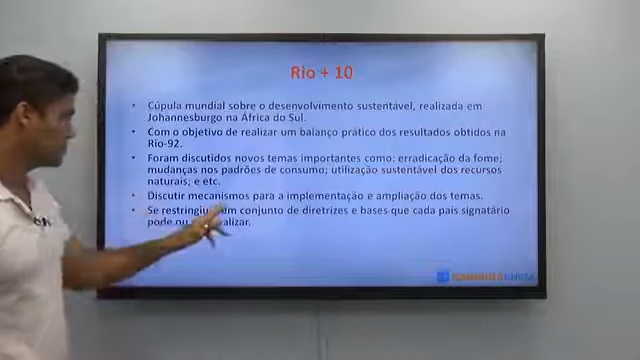 Rio + 10
• Cúpula mundial sobre o desenvolvimento sustentável, realizada em
Johannesburgo na África do Sul.
• Com o objetivo de realizar um balanço prático dos resultados obtidos na
Rio-92.
• Foram discutidos novos temas importantes como: erradicação da fome;
mudanças nos padrões de consumo; utilização sustentável dos recursos
naturais; e etc.
• Discutir mecanismos para a implementação e ampliação dos temas.
• Se restringiu um conjunto de diretrizes e bases que cada país signatário
pode ou